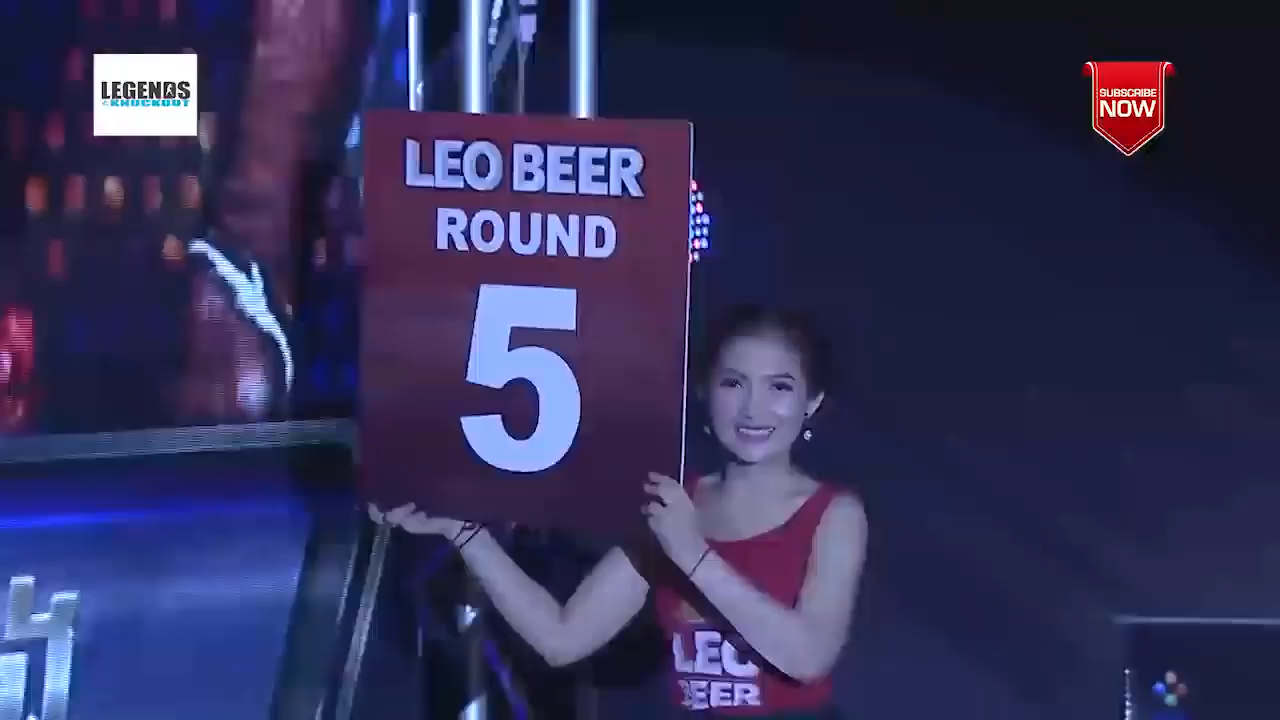 LEGENDS
KNOCKOUT
SUBSCRIBE
NOW
LEO BEER
ROUND
5
LEO
BEER